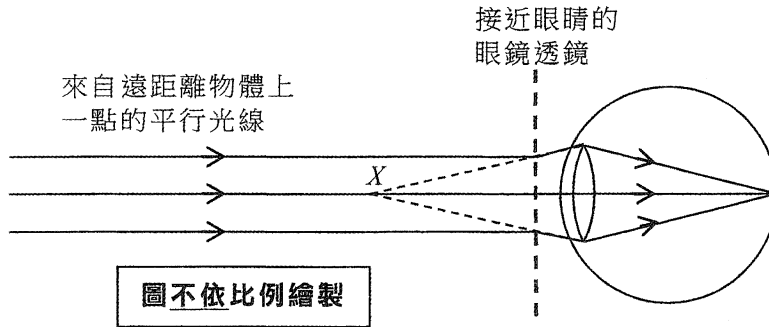 接近眼睛的
眼鏡透鏡
來自遠距離物體上
一點的平行光線
X
圖不依比例繪製